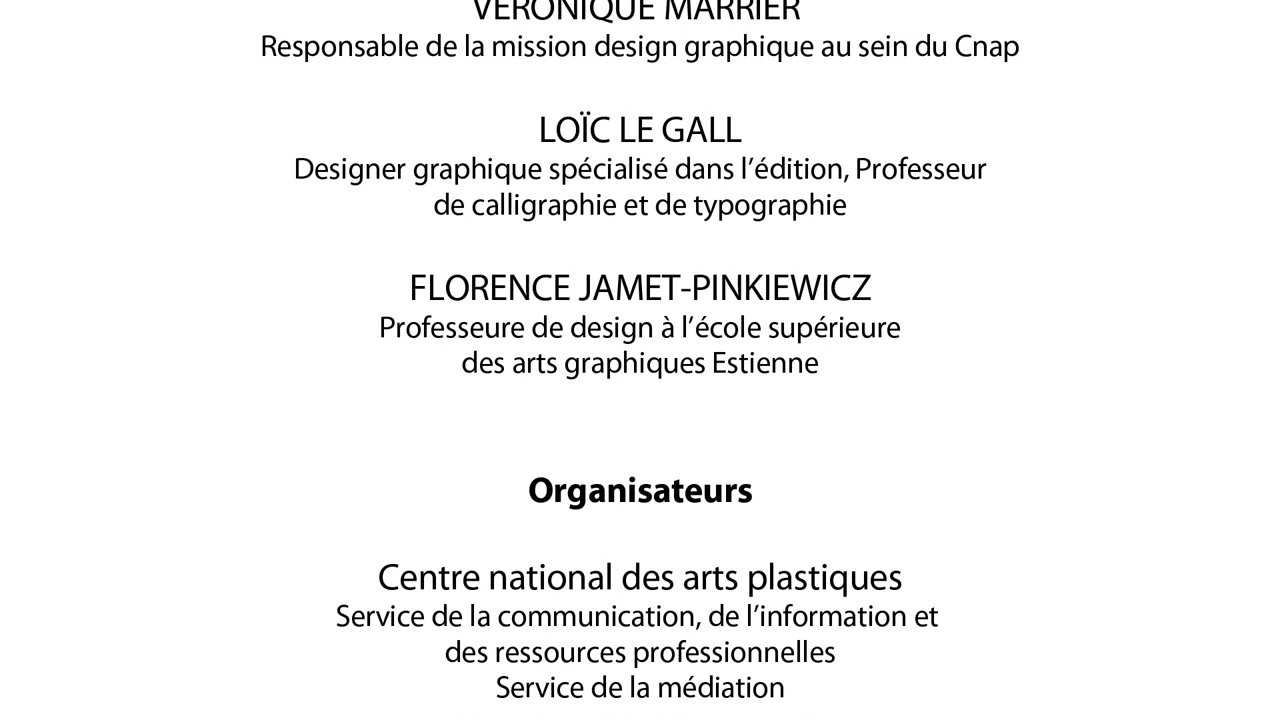 VÉRONIQUE MARRIER
Responsable de la mission design graphique au sein du Cnap
LOÏC LE GALL
Designer graphique spécialisé dans l’édition, Professeur
de calligraphie et de typographie
FLORENCE JAMET-PINKIEWICZ
Professeure de design à l’école supérieure
des arts graphiques Estienne
Organisateurs
Centre national des arts plastiques
Service de la communication, de l’information et
des ressources professionnelles
Service de la médiation